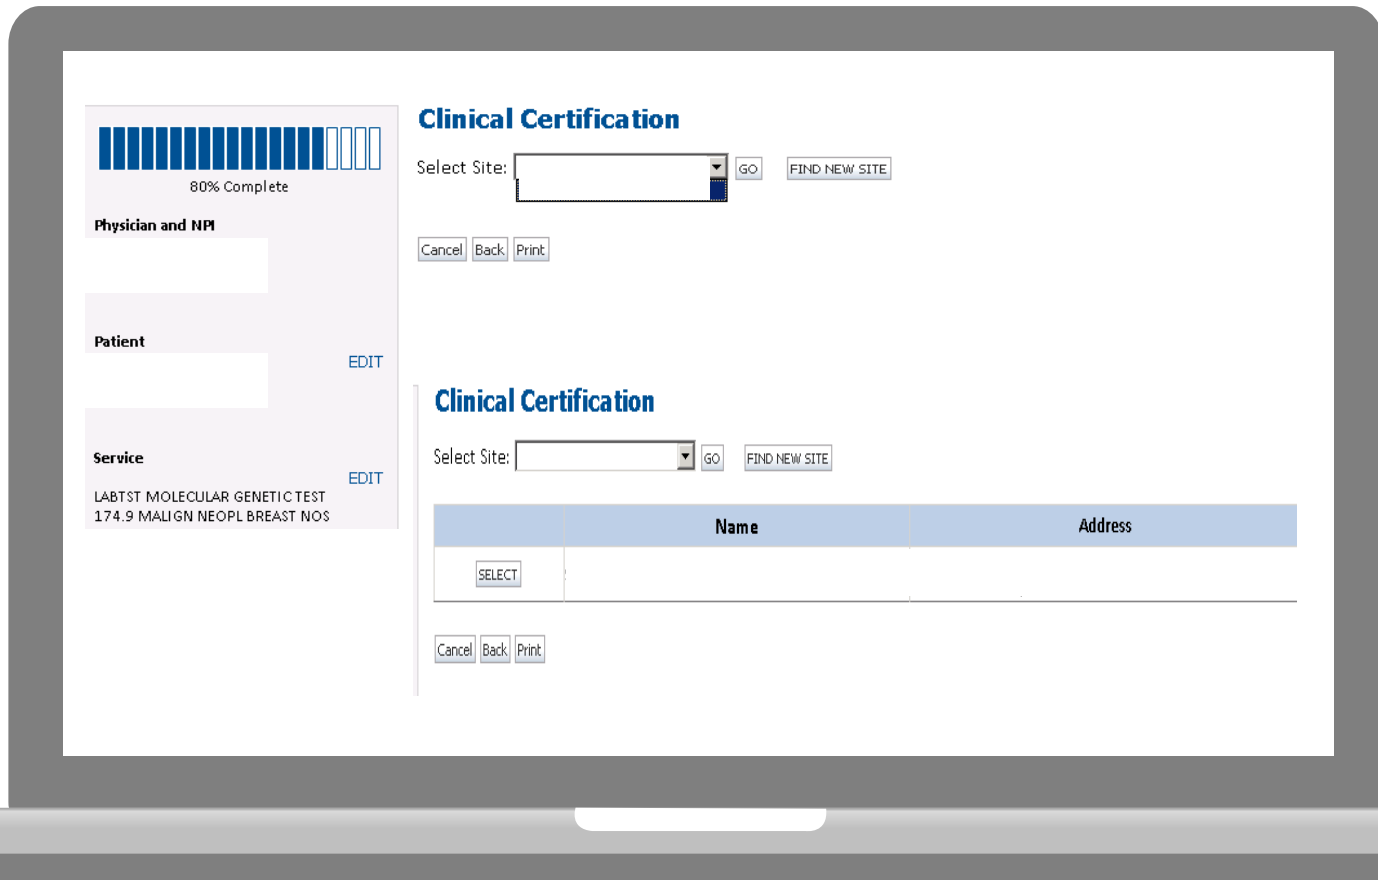 80% Complete
Physician and NPI
Patient
EDIT
Service
EDIT
LABTST MOLECULAR GENETIC TEST
174.9 MALIGN NEOPL BREAST NOS
Clinical Certification
Select Site: GO FIND NEW SITE
Cancel Back Print
Clinical Certification
Select Site: GO FIND NEW SITE
Name Address
SELECT
Cancel Back Print